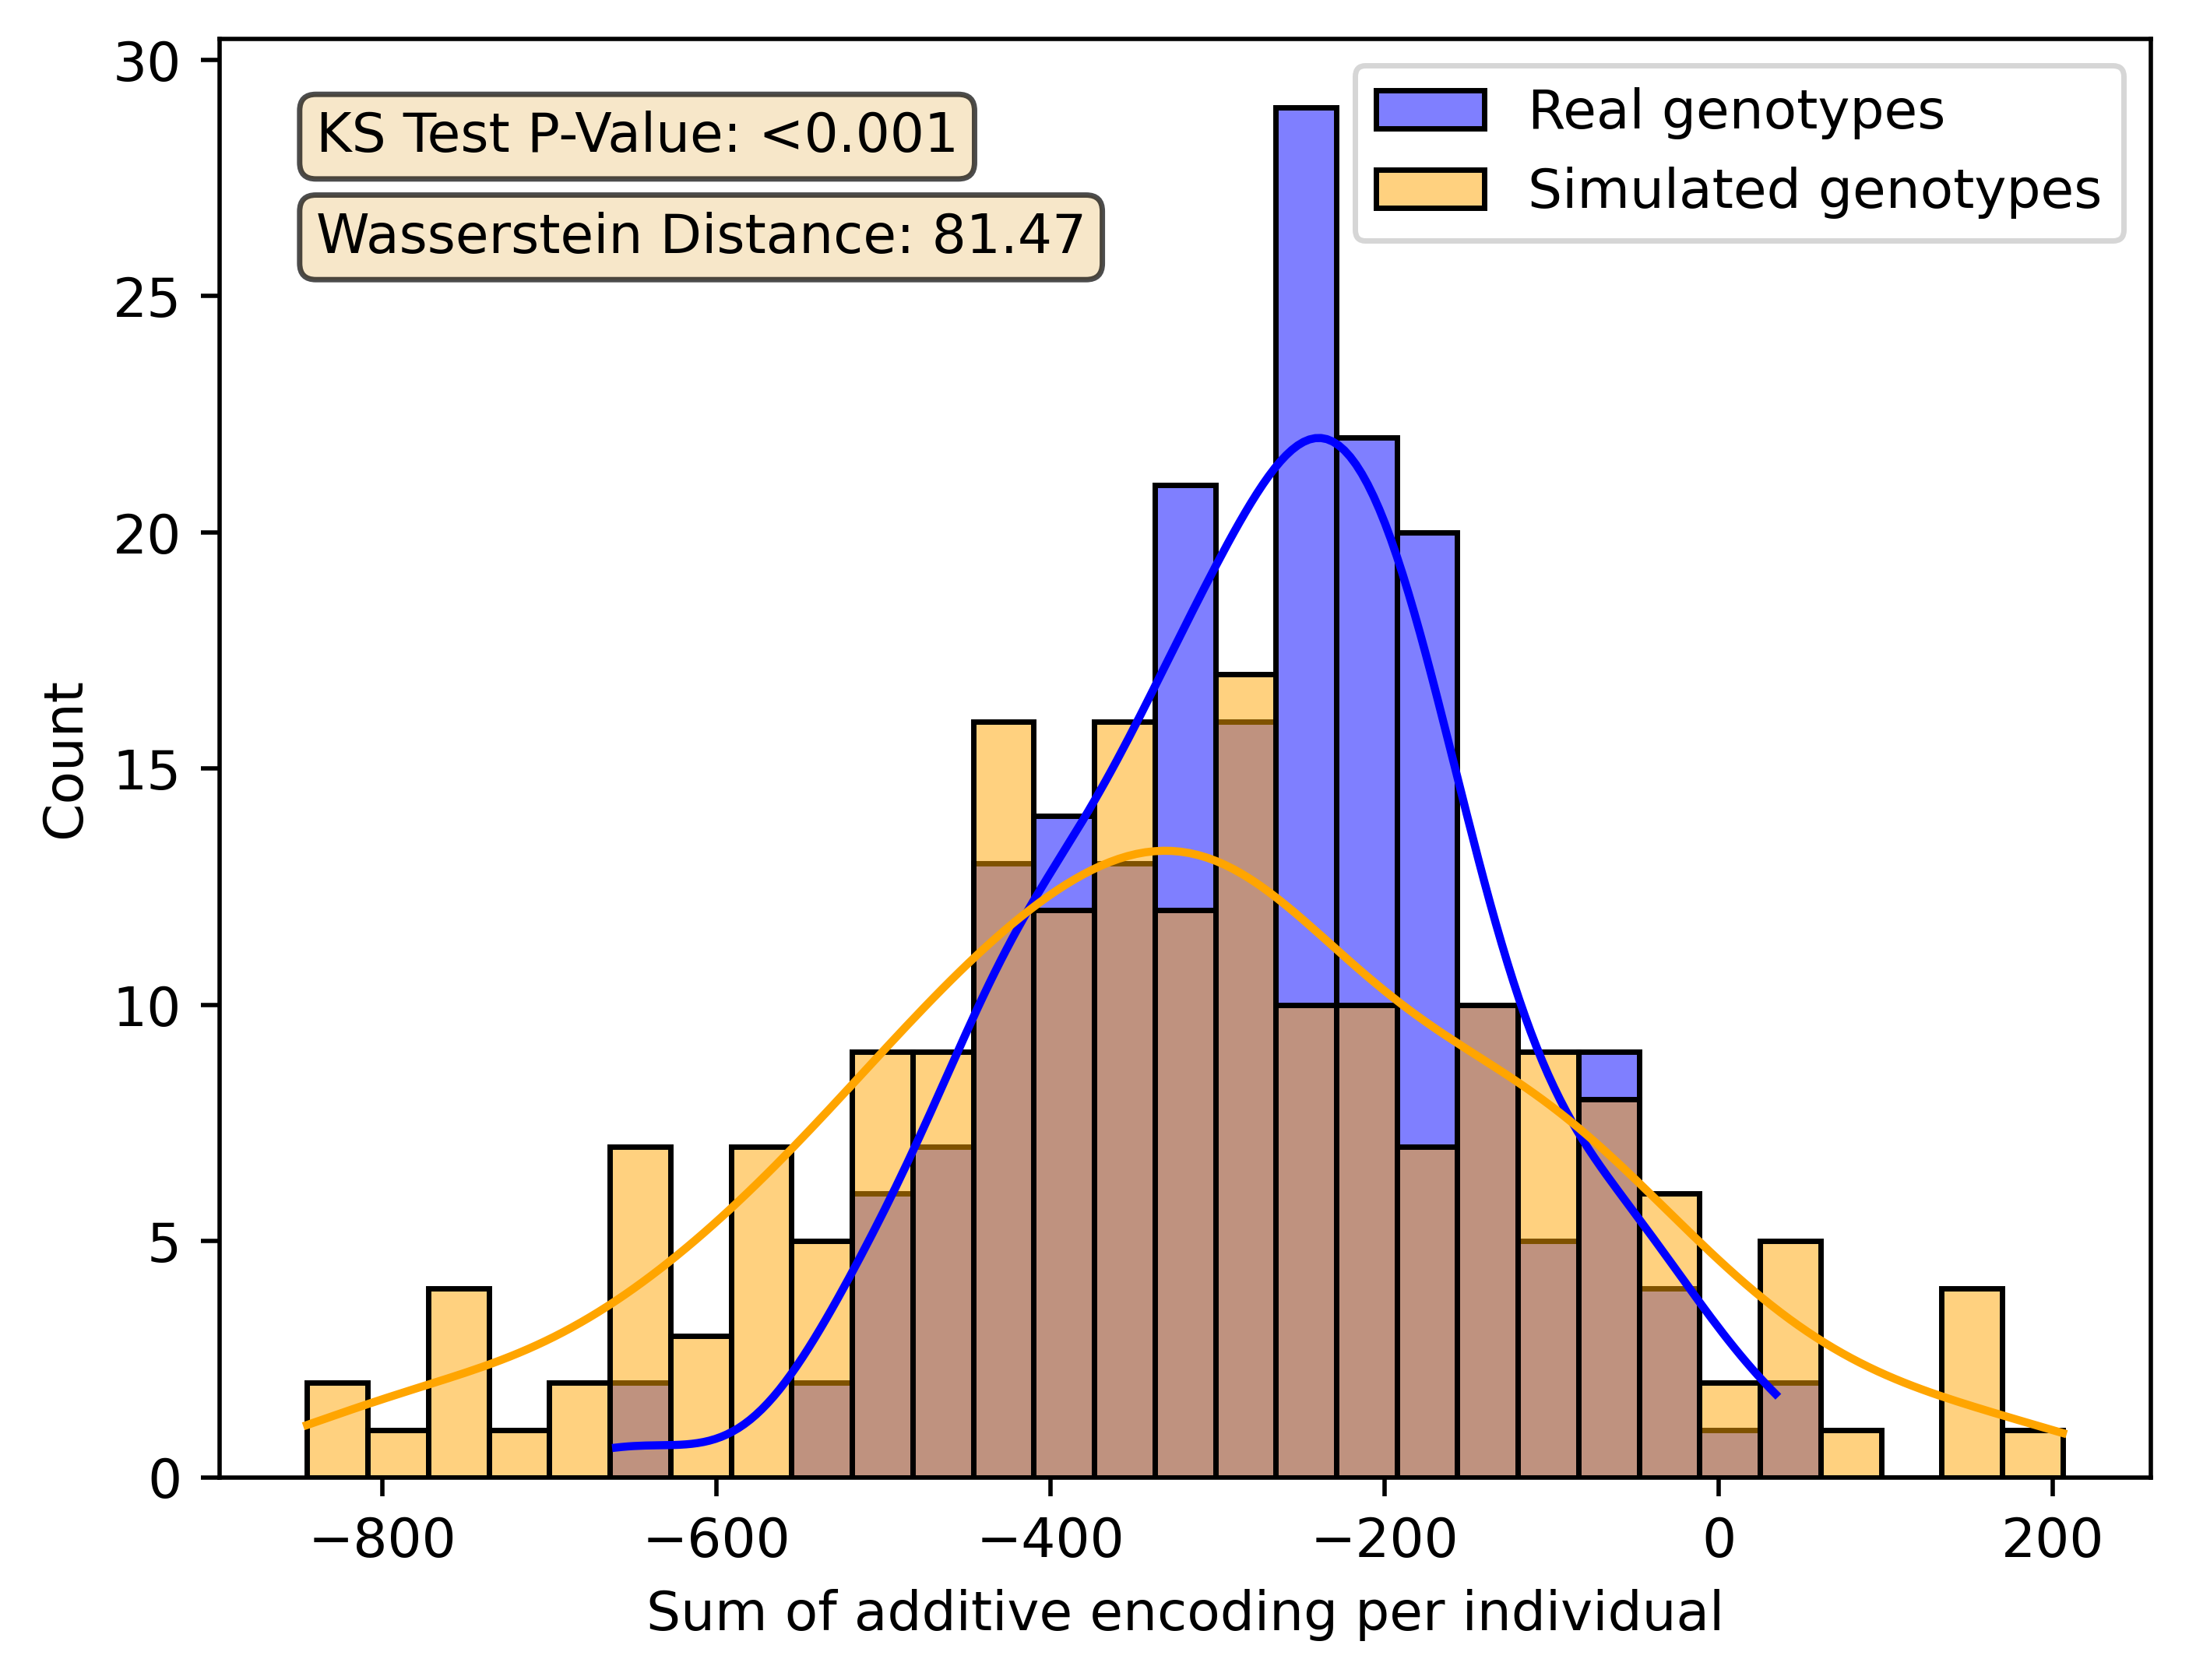 KS Test P-Value: <0.001
Wasserstein Distance: 81.47
Real genotypes
Simulated genotypes
30
25
20
15
10
5
0
Count
−800
−600
−400
−200
0
200
Sum of additive encoding per individual